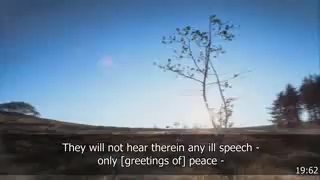 They will not hear therein any ill speech -
only [greetings of] peace -
19:62